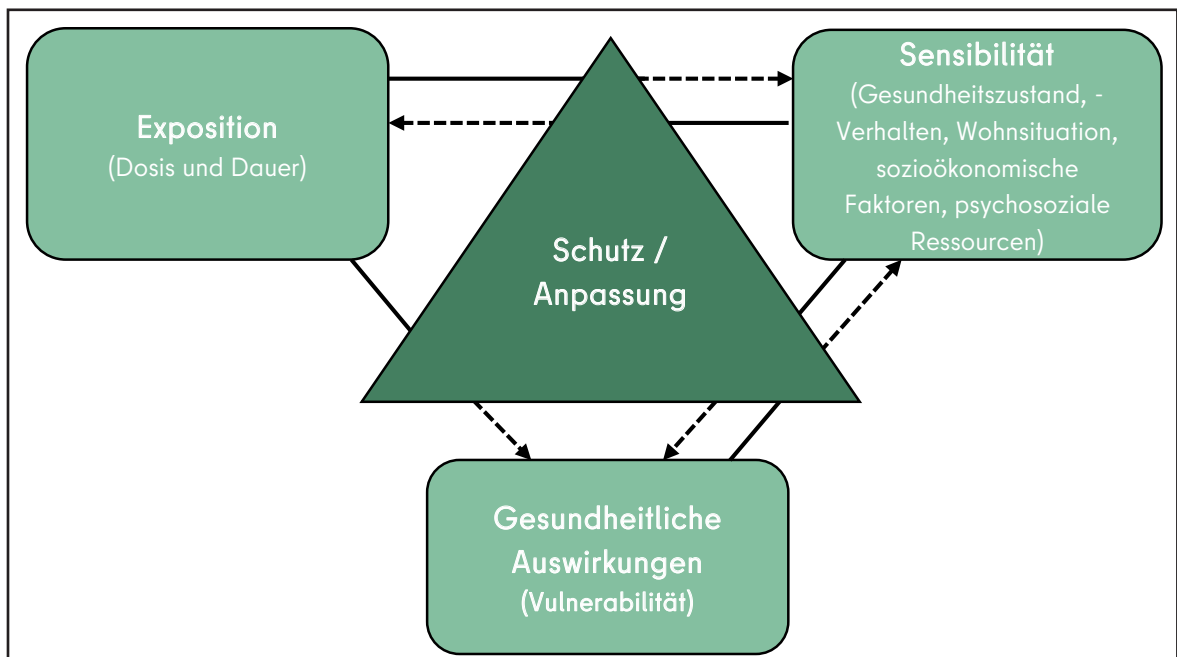 Exposition
(Dosis und Dauer)
Sensibilität
(Gesundheitszustand, -
Verhalten, Wohnsituation,
sozioökonomische
Faktoren, psychosoziale
Ressourcen)
Schutz /
Anpassung
Gesundheitliche
Auswirkungen
(Vulnerabilität)